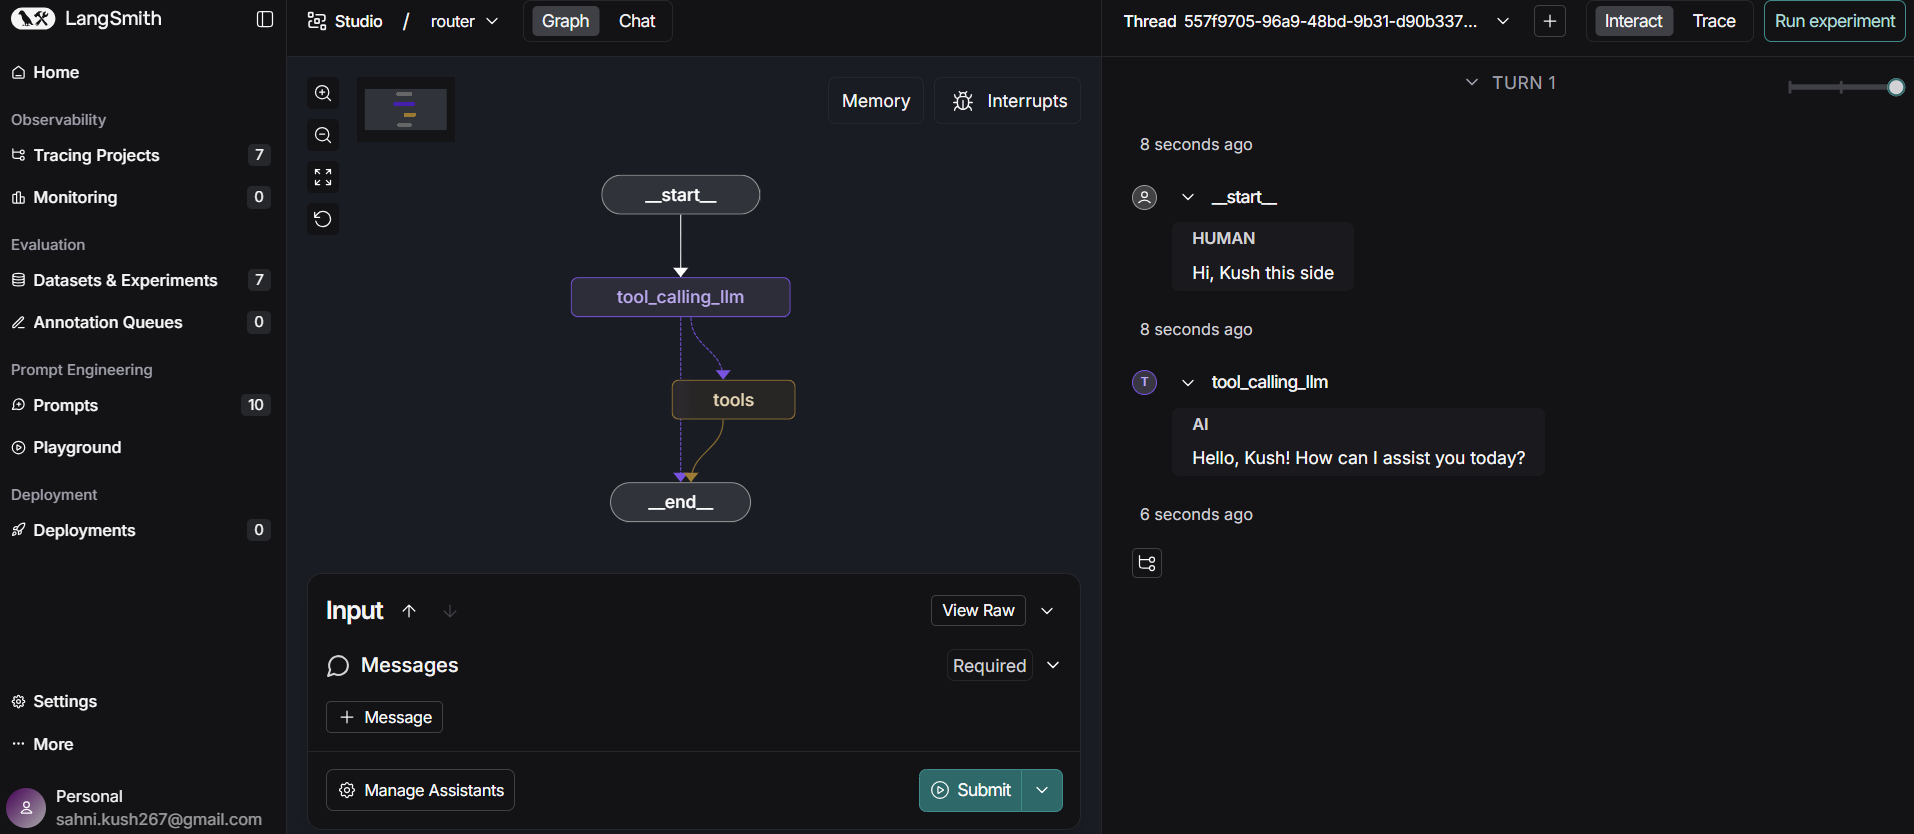 LangSmith
Home
Observability
Tracing Projects 7
Monitoring 0
Evaluation
Datasets & Experiments 7
Annotation Queues 0
Prompt Engineering
Prompts 10
Playground
Deployment
Deployments 0
Settings
More
Personal
sahni.kush267@gmail.com
Studio / router
Graph Chat
Memory Interrupts
__start__
tool_calling_llm
tools
__end__
Input
View Raw
Messages
Required
+ Message
Manage Assistants
Submit
Thread 557f9705-96a9-48bd-9b31-d90b337...
+
Interact Trace
Run experiment
TURN 1
8 seconds ago
__start__
HUMAN
Hi, Kush this side
8 seconds ago
T
tool_calling_llm
AI
Hello, Kush! How can I assist you today?
6 seconds ago